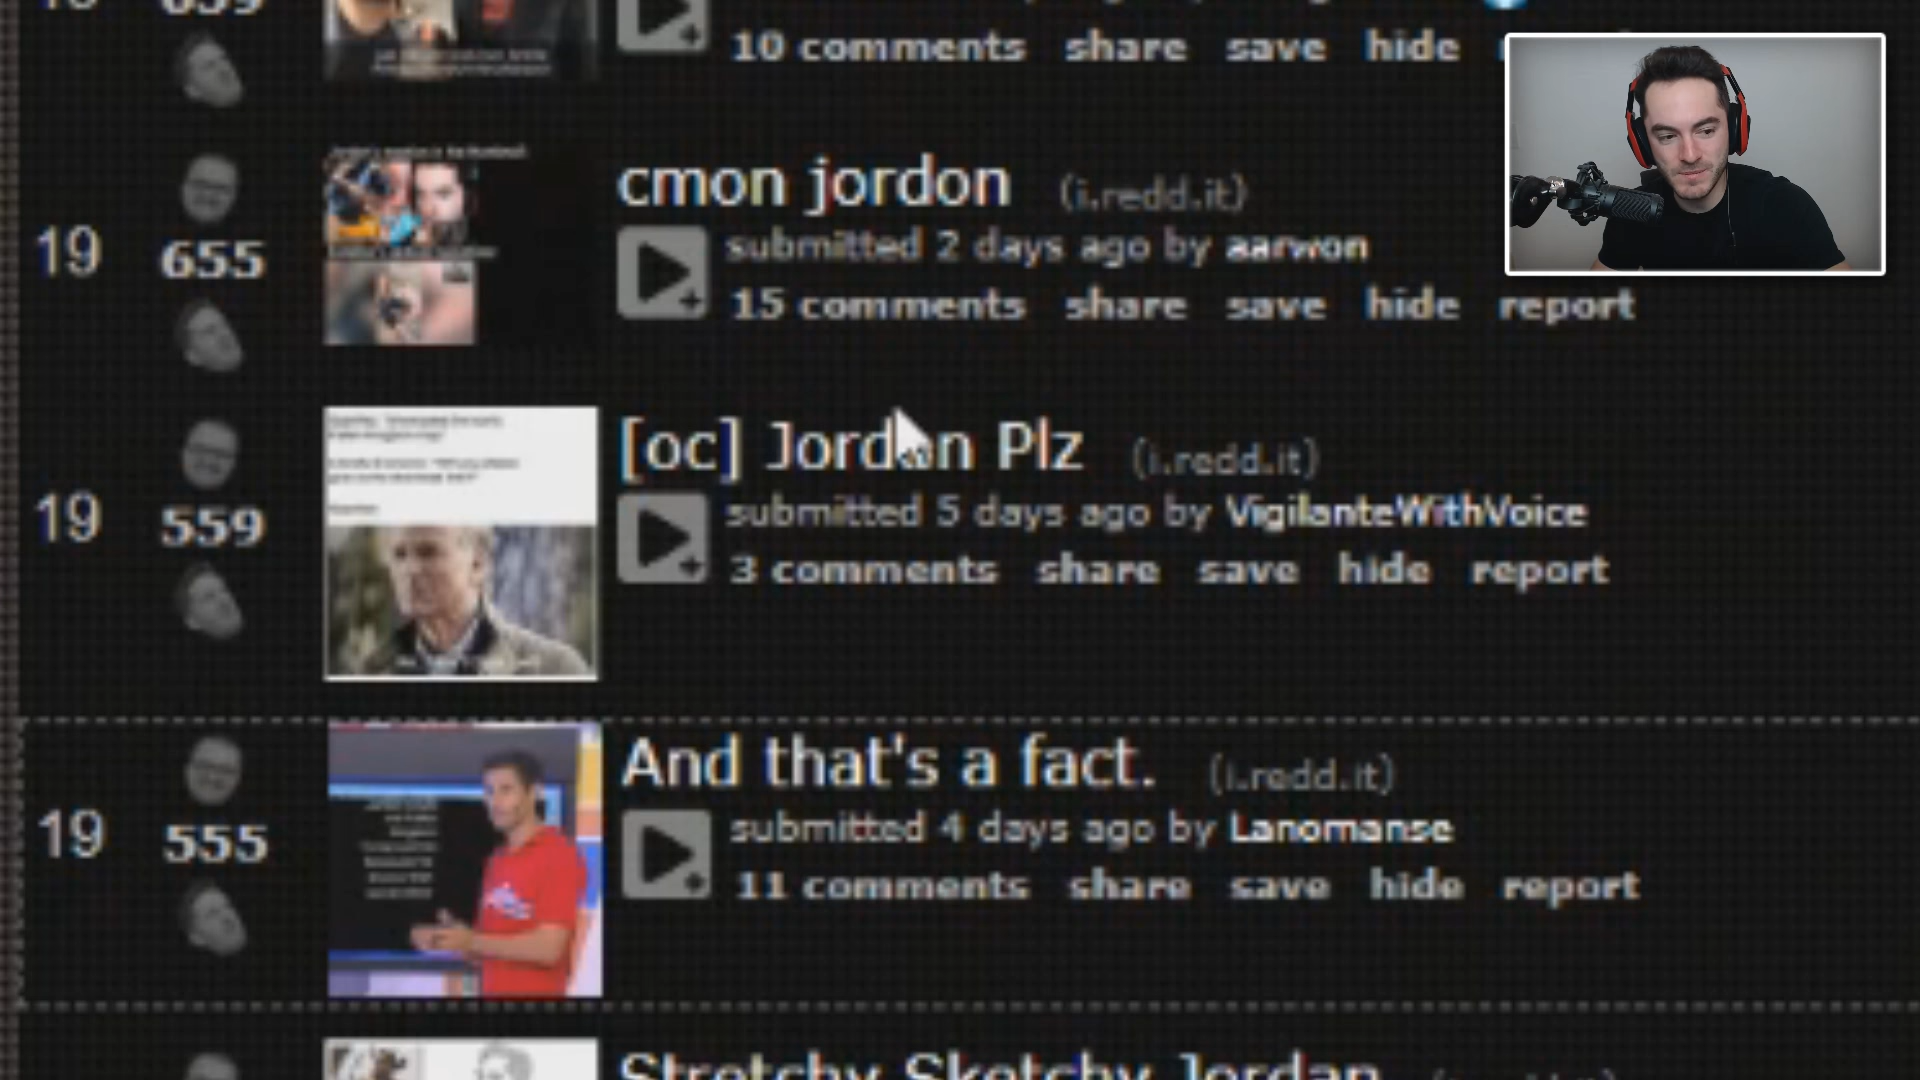 10 comments share save hide
cmon jordon (i.redd.it)
19
655
submitted 2 days ago by aarwon
15 comments share save hide report
[oc] Jordan Plz (i.redd.it)
19
559
submitted 5 days ago by VigilanteWithVoice
3 comments share save hide report
And that's a fact. (i.redd.it)
19
555
submitted 4 days ago by Lanomanse
11 comments share save hide report
Stretchy Sketchy Jordan